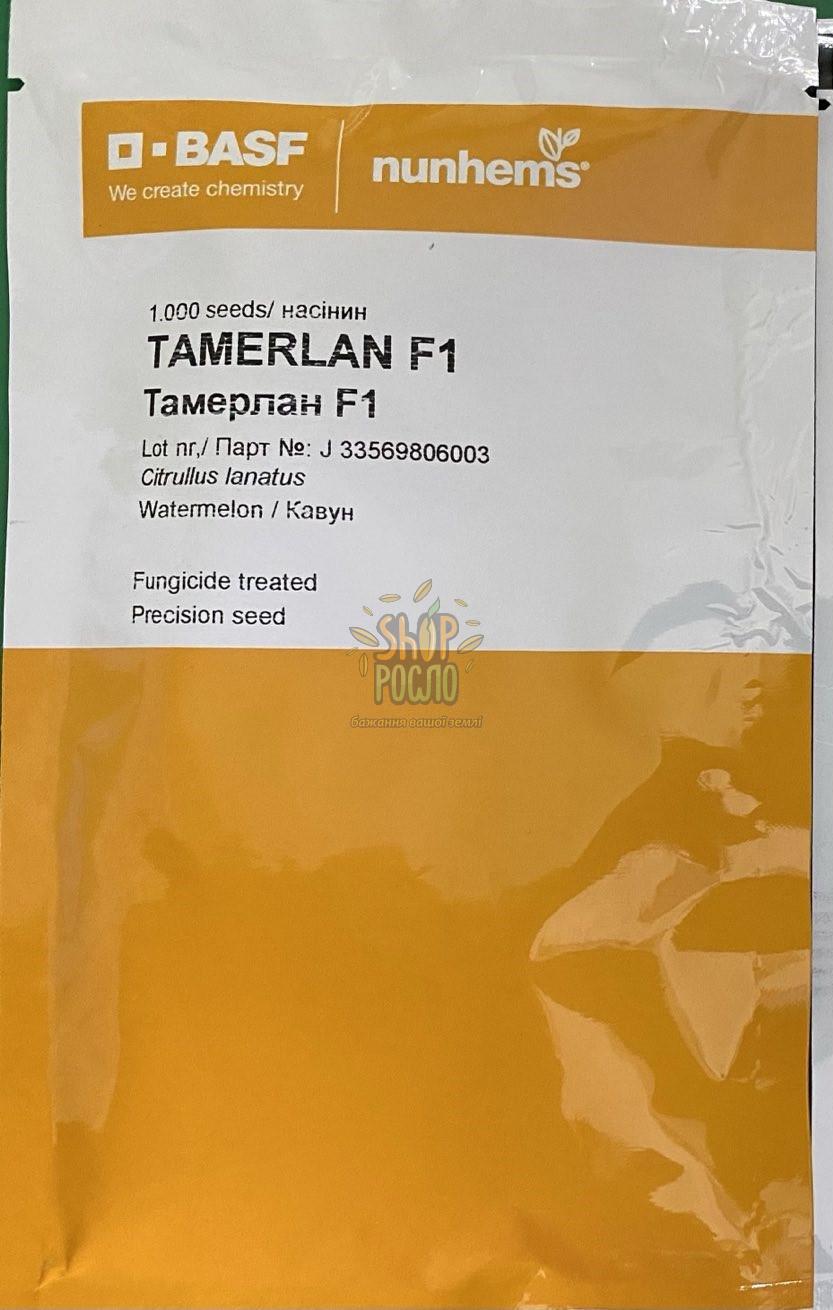 BASF
We create chemistry
nunhems®
1.000 seeds/ насінин
TAMERLAN F1
Тамерлан F1
Lot nr,/ Парт №: J 33569806003
Citrullus lanatus
Watermelon / Кавун
Fungicide treated
Precision seed
SHOP
РОСЛО
бажання вашої землі